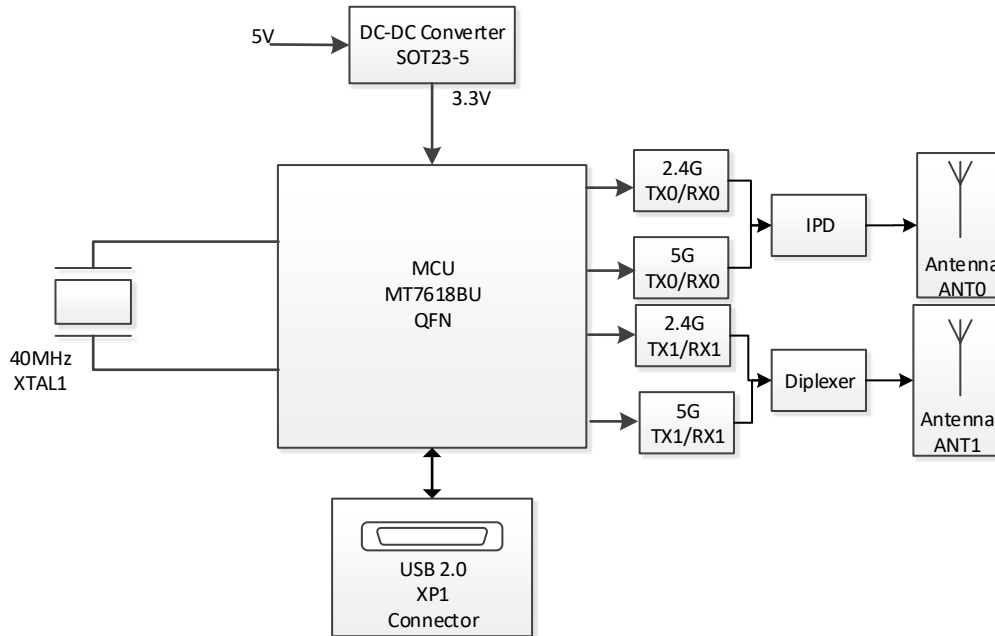 5V
DC-DC Converter
SOT23-5
3.3V
MCU
MT7618BU
QFN
40MHz
XTAL1
2.4G
TX0/RX0
5G
TX0/RX0
2.4G
TX1/RX1
5G
TX1/RX1
IPD
Diplexer
Antenna
ANT0
Antenna
ANT1
USB 2.0
XP1
Connector